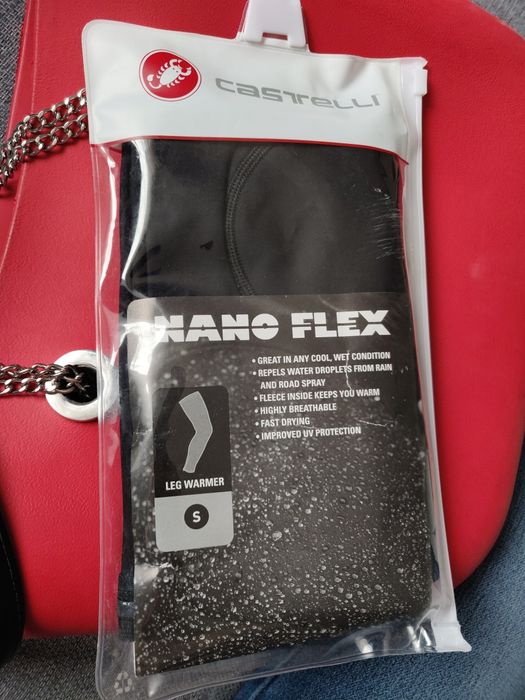 castelli
NANO FLEX
• GREAT IN ANY COOL, WET CONDITION
• REPELS WATER DROPLETS FROM RAIN
AND ROAD SPRAY
• FLEECE INSIDE KEEPS YOU WARM
• HIGHLY BREATHABLE
• FAST DRYING
• IMPROVED UV PROTECTION
LEG WARMER
S